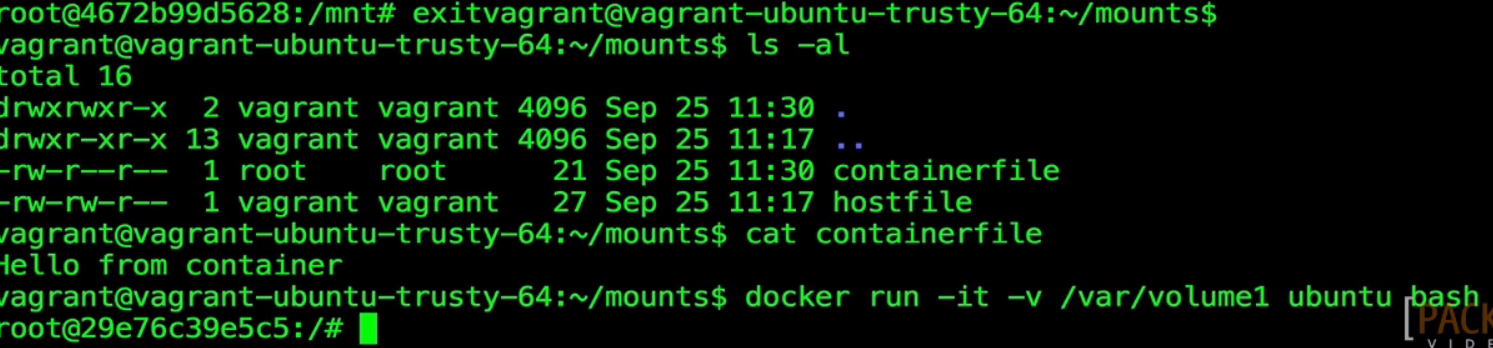 root@4672b99d5628:/mnt# exitvagrant@vagrant-ubuntu-trusty-64:~/mounts$
vagrant@vagrant-ubuntu-trusty-64:~/mounts$ ls -al
total 16
drwxrwxr-x  2 vagrant vagrant 4096 Sep 25 11:30 .
drwxr-xr-x 13 vagrant vagrant 4096 Sep 25 11:17 ..
-rw-r--r--  1 root    root      21 Sep 25 11:30 containerfile
-rw-rw-r--  1 vagrant vagrant   27 Sep 25 11:17 hostfile
vagrant@vagrant-ubuntu-trusty-64:~/mounts$ cat containerfile
Hello from container
vagrant@vagrant-ubuntu-trusty-64:~/mounts$ docker run -it -v /var/volume1 ubuntu bash
root@29e76c39e5c5:/#
[PACK
VIDE